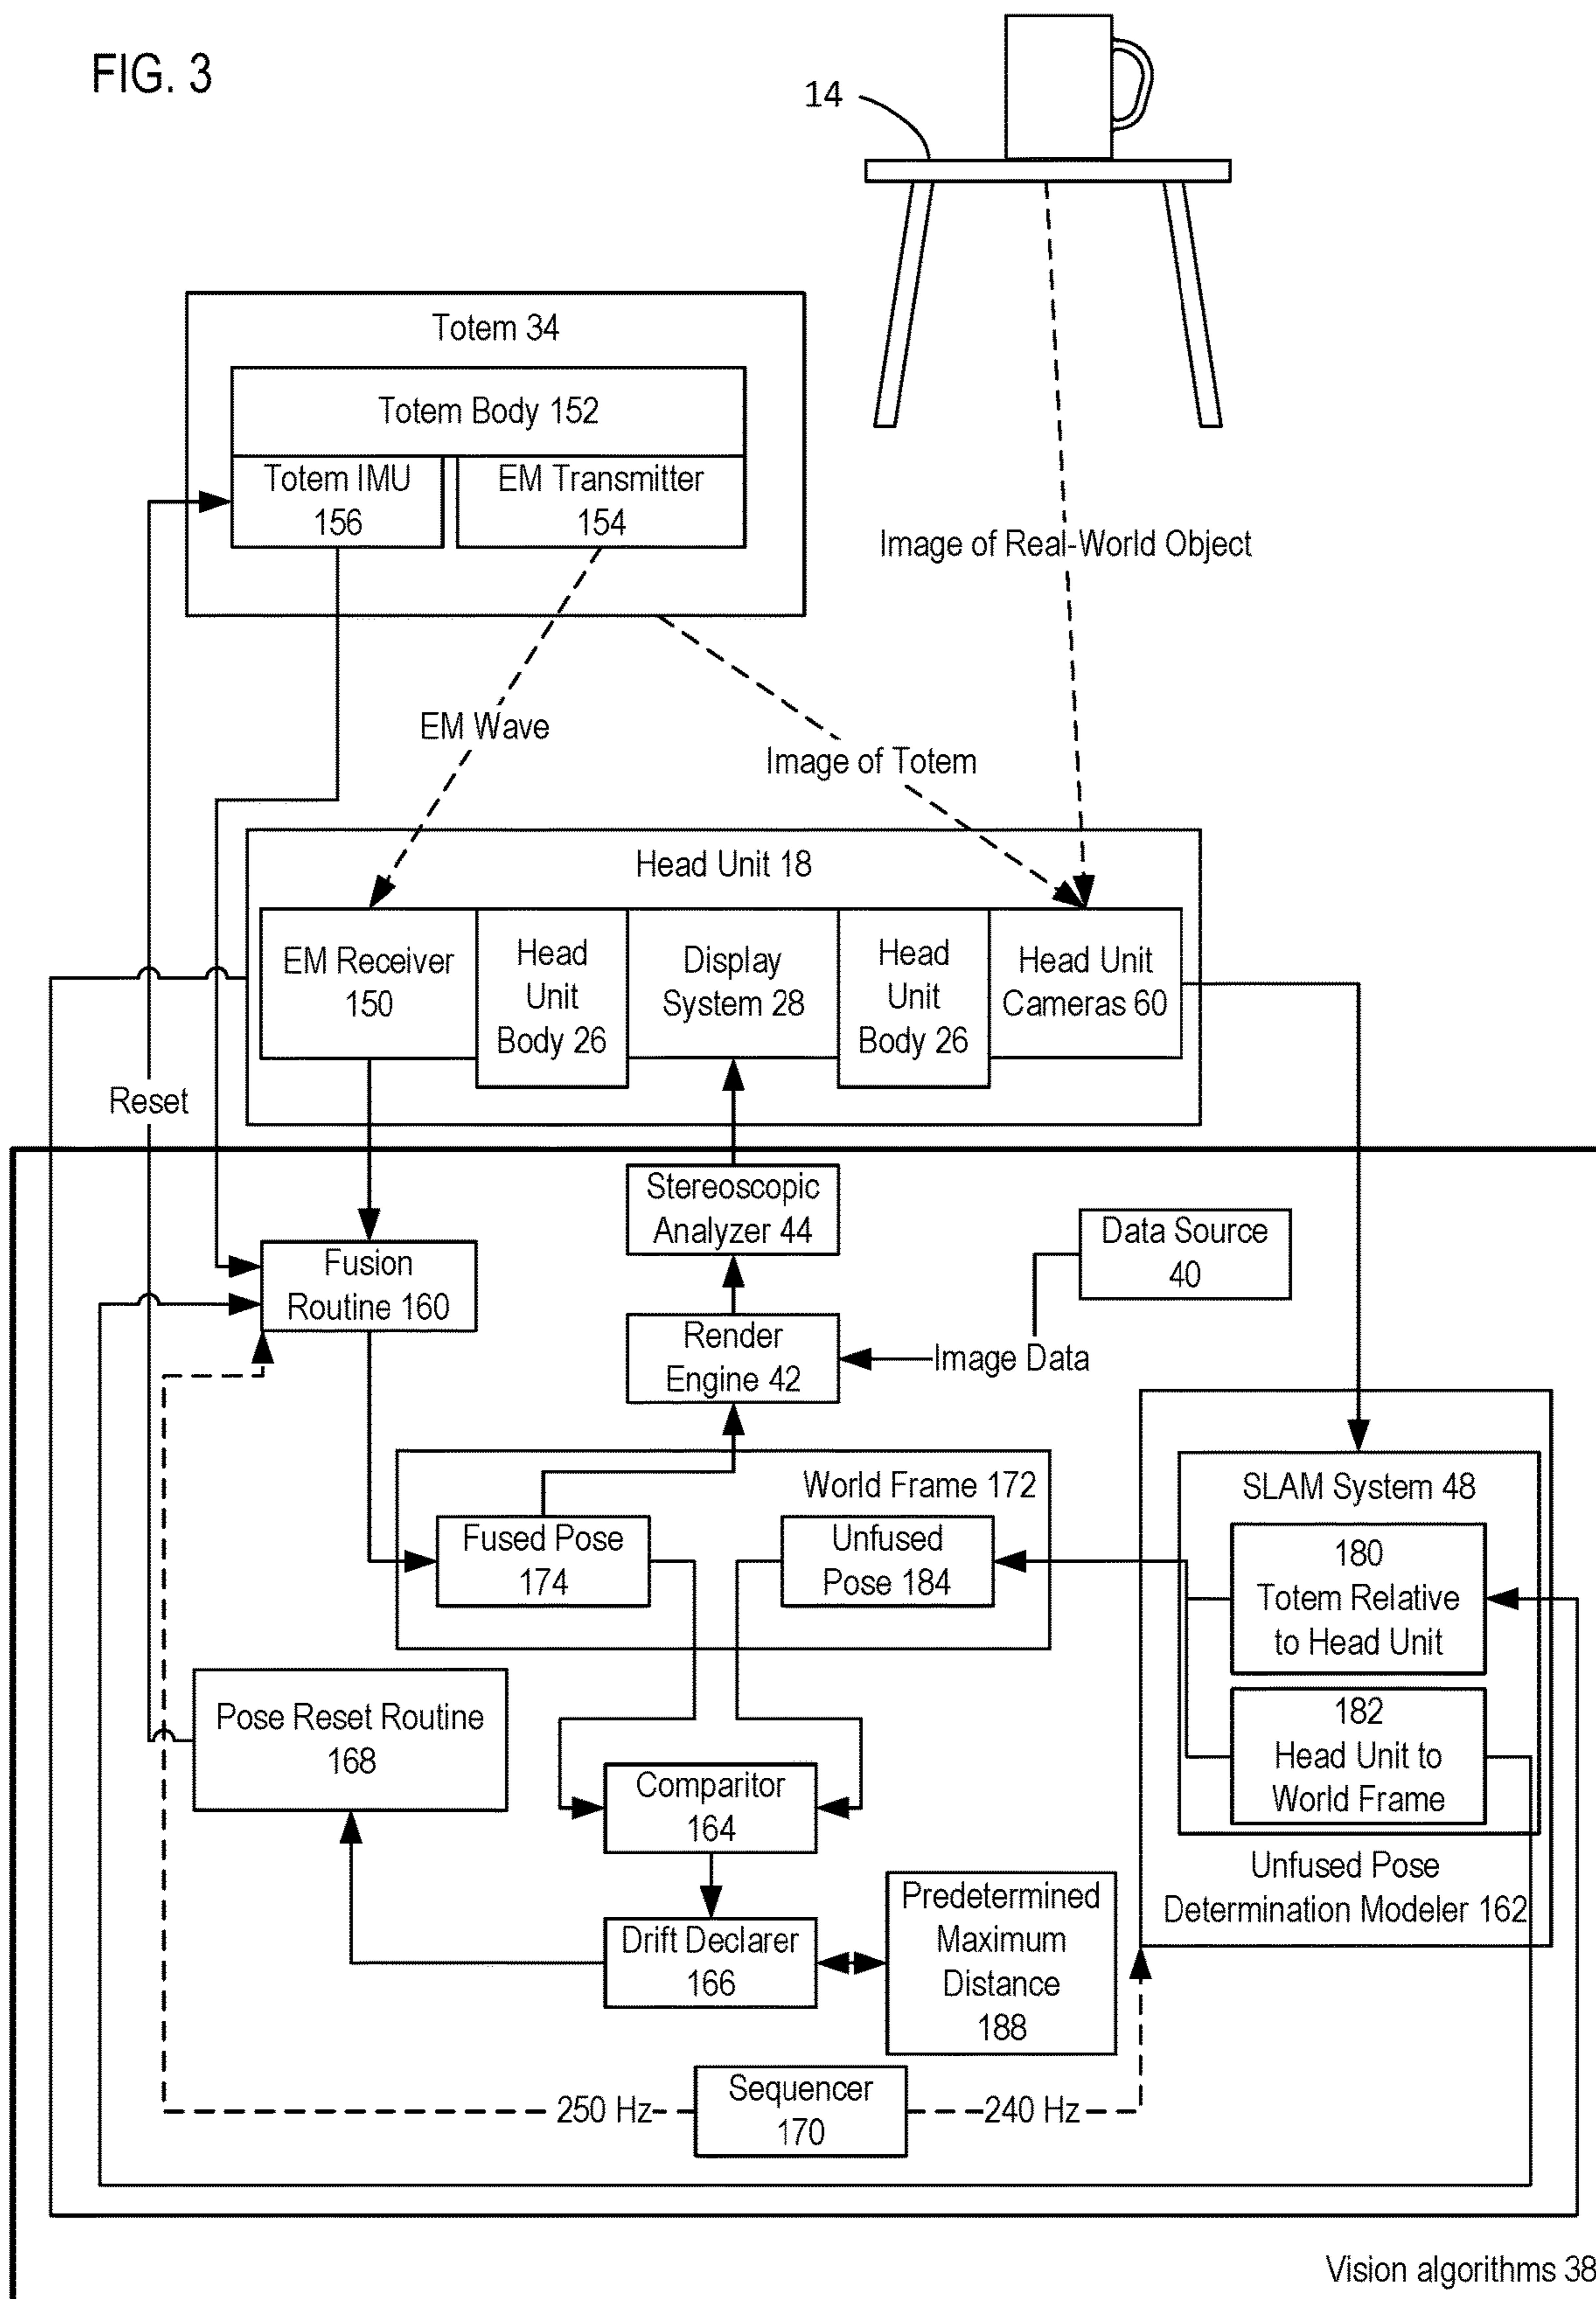 FIG. 3
14
Totem 34
Totem Body 152
Totem IMU
156
EM Transmitter
154
Image of Real-World Object
EM Wave
Image of Totem
Head Unit 18
EM Receiver
150
Head
Unit
Body 26
Display
System 28
Head
Unit
Body 26
Head Unit
Cameras 60
Reset
Stereoscopic
Analyzer 44
Data Source
40
Fusion
Routine 160
Render
Engine 42
Image Data
World Frame 172
Fused Pose
174
Unfused
Pose 184
SLAM System 48
180
Totem Relative
to Head Unit
182
Head Unit to
World Frame
Unfused Pose
Determination Modeler 162
Pose Reset Routine
168
Comparitor
164
Drift Declarer
166
Predetermined
Maximum
Distance
188
250 Hz
Sequencer
170
240 Hz
Vision algorithms 38